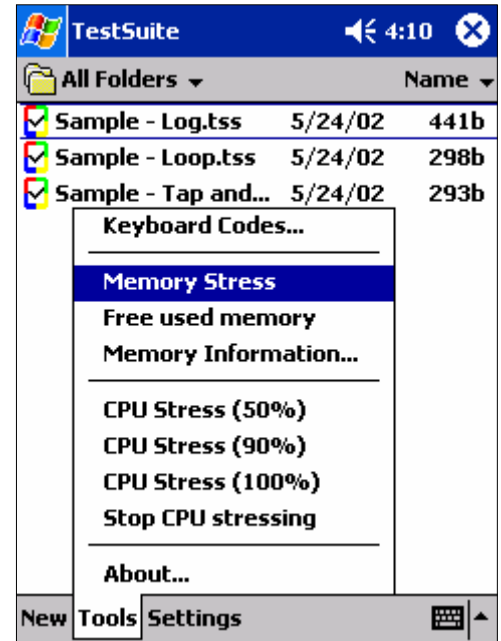 TestSuite 4:10
All Folders Name
Sample - Log.tss 5/24/02 441b
Sample - Loop.tss 5/24/02 298b
Sample - Tap and... 5/24/02 293b
Keyboard Codes...
Memory Stress
Free used memory
Memory Information...
CPU Stress (50%)
CPU Stress (90%)
CPU Stress (100%)
Stop CPU stressing
About...
New Tools Settings